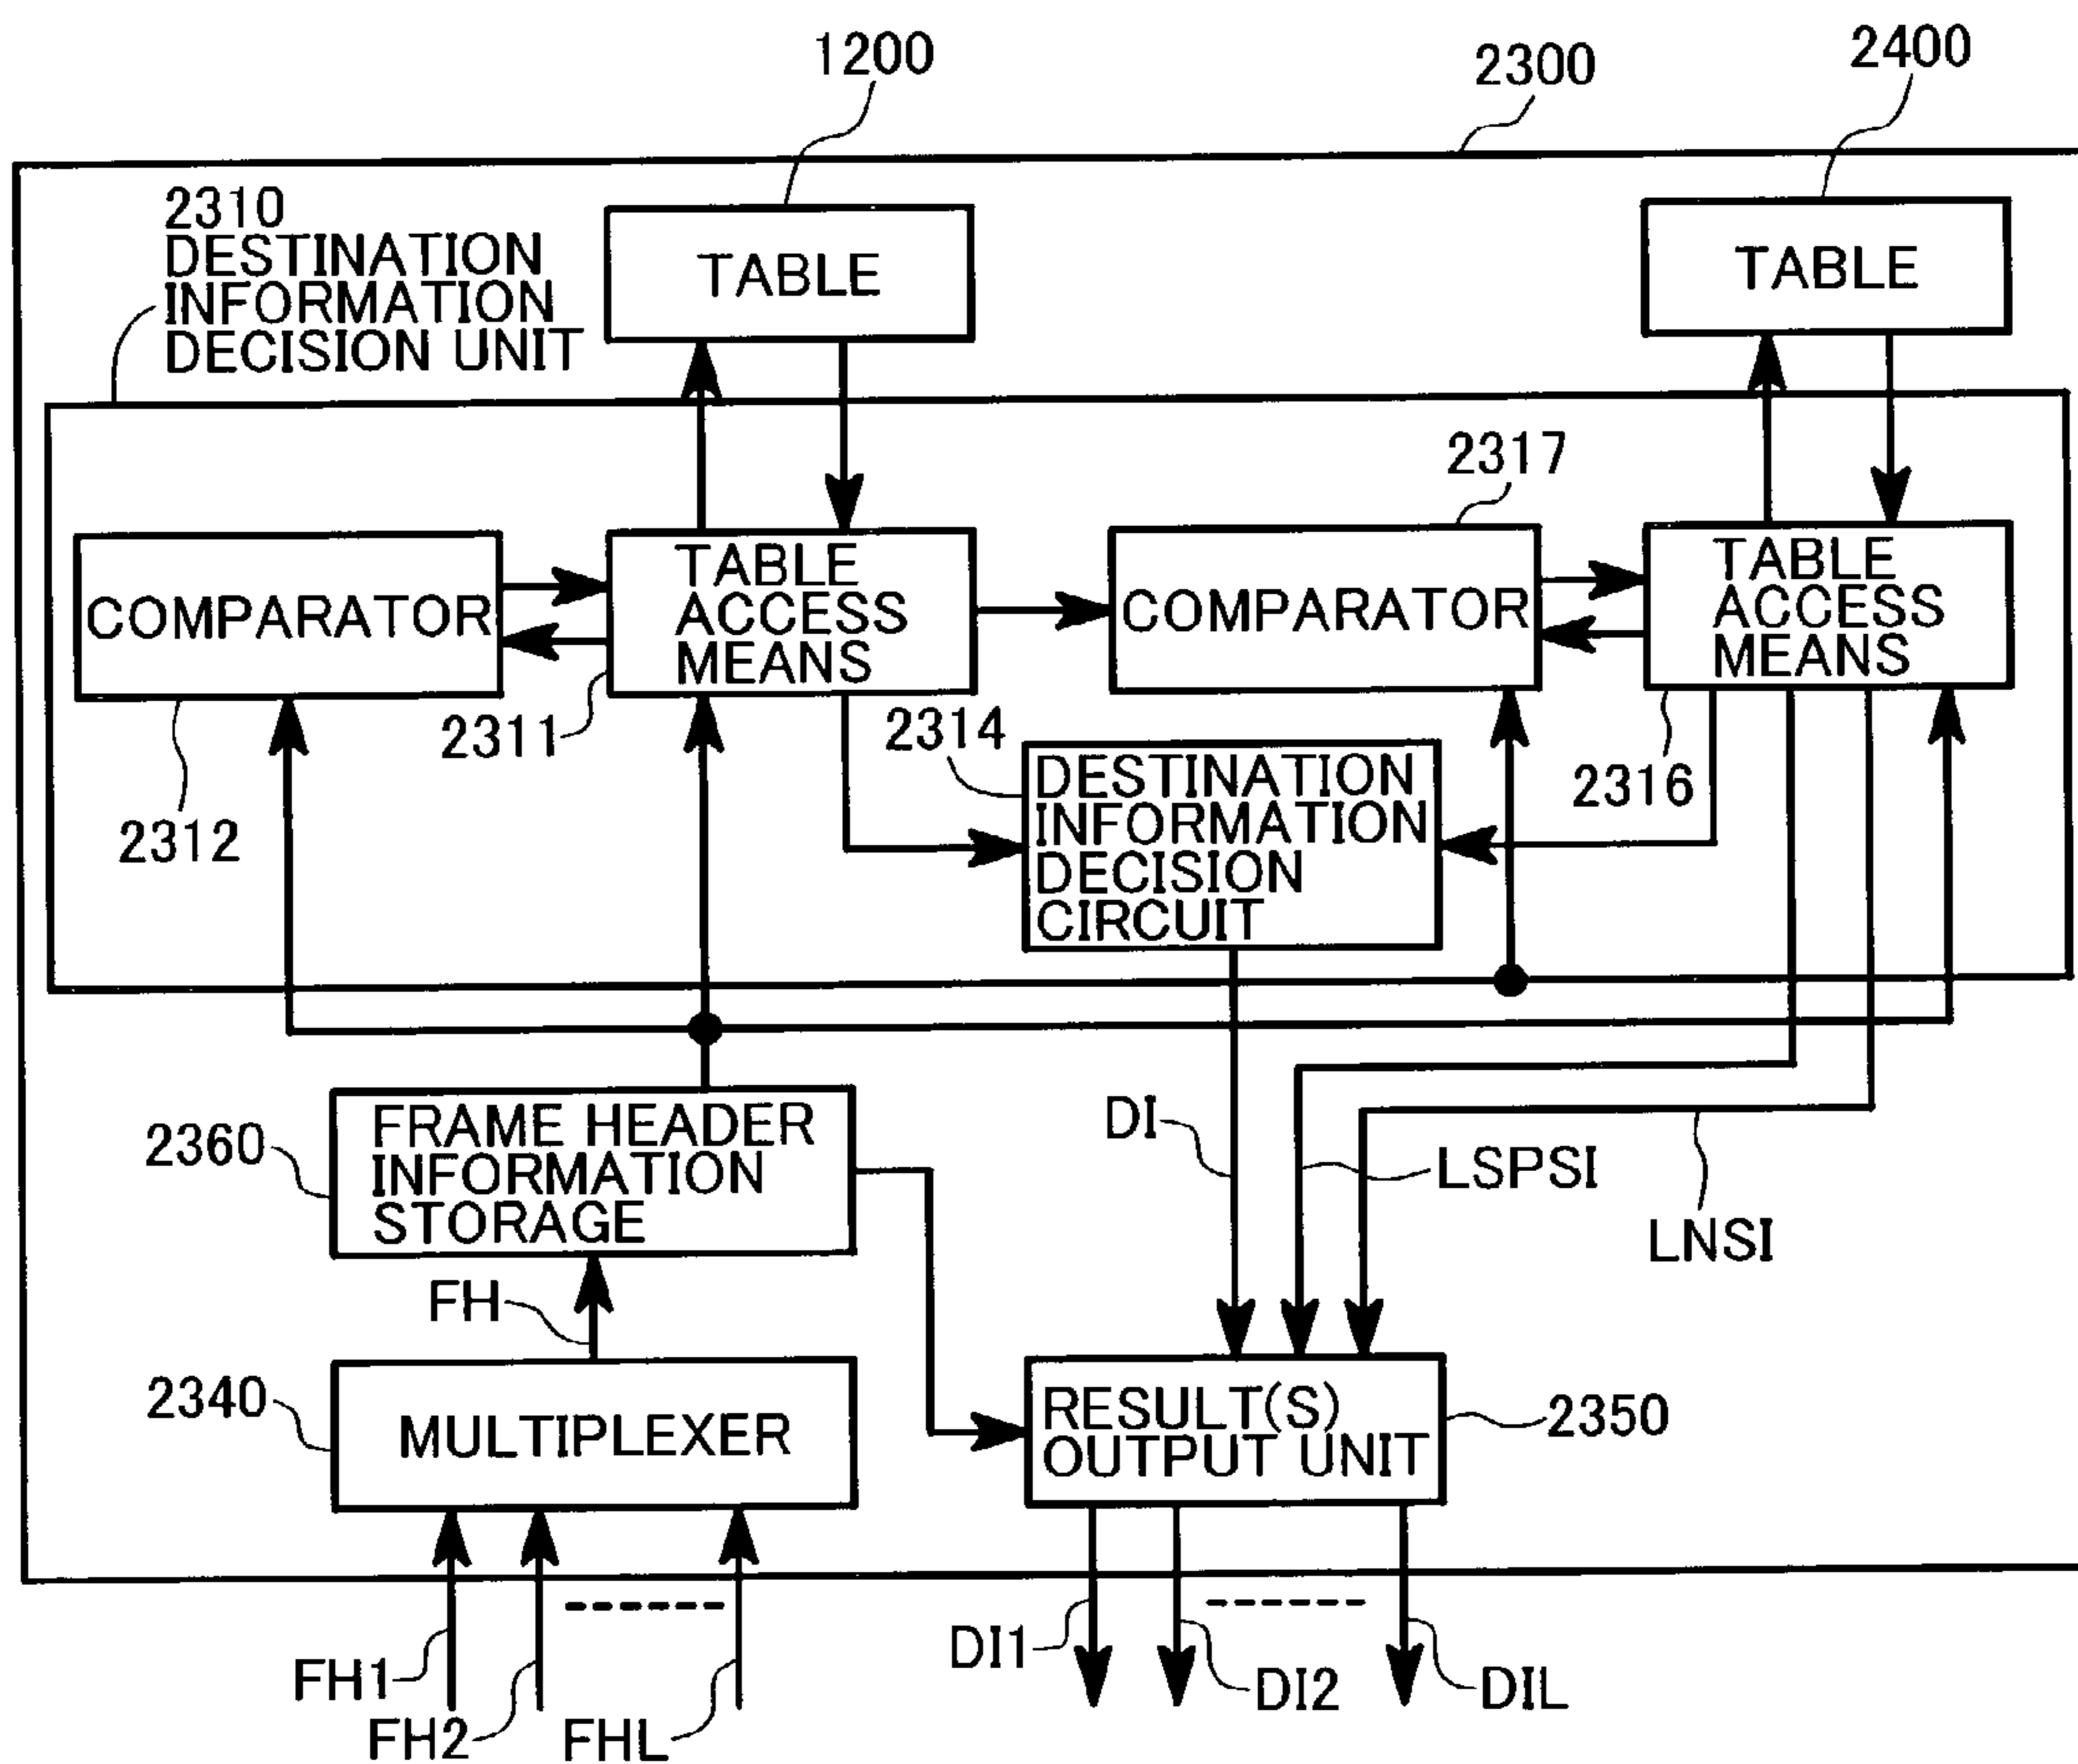 1200
2300
2400
2310
DESTINATION
INFORMATION
DECISION UNIT
TABLE
TABLE
2317
COMPARATOR
TABLE
ACCESS
MEANS
COMPARATOR
TABLE
ACCESS
MEANS
2312
2311
2314
DESTINATION
INFORMATION
DECISION
CIRCUIT
2316
2360
FRAME HEADER
INFORMATION
STORAGE
DI
LSPSI
LNSI
FH
2340
MULTIPLEXER
RESULT(S)
OUTPUT UNIT
2350
FH1
FH2
FHL
DI1
DI2
DIL